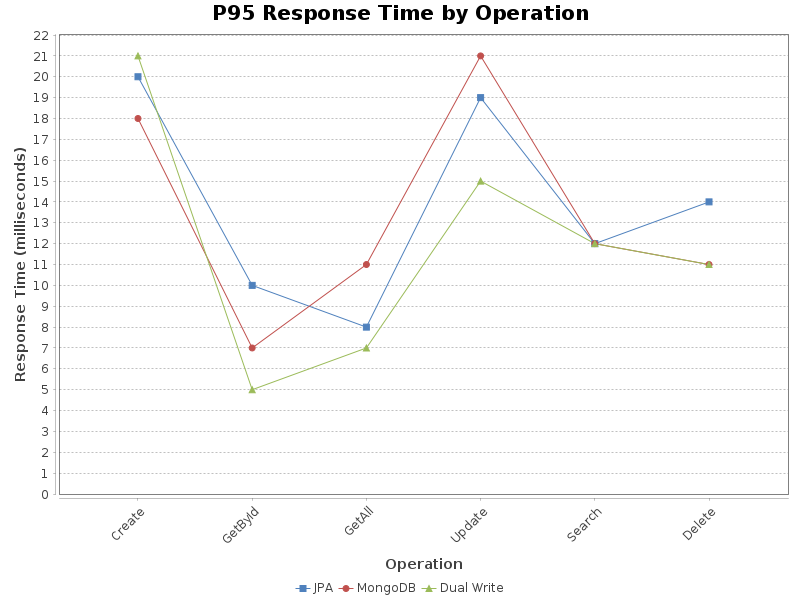 P95 Response Time by Operation
Response Time (milliseconds)
22
21
20
19
18
17
16
15
14
13
12
11
10
9
8
7
6
5
4
3
2
1
0
Create
GetById
GetAll
Update
Search
Delete
Operation
JPA MongoDB Dual Write